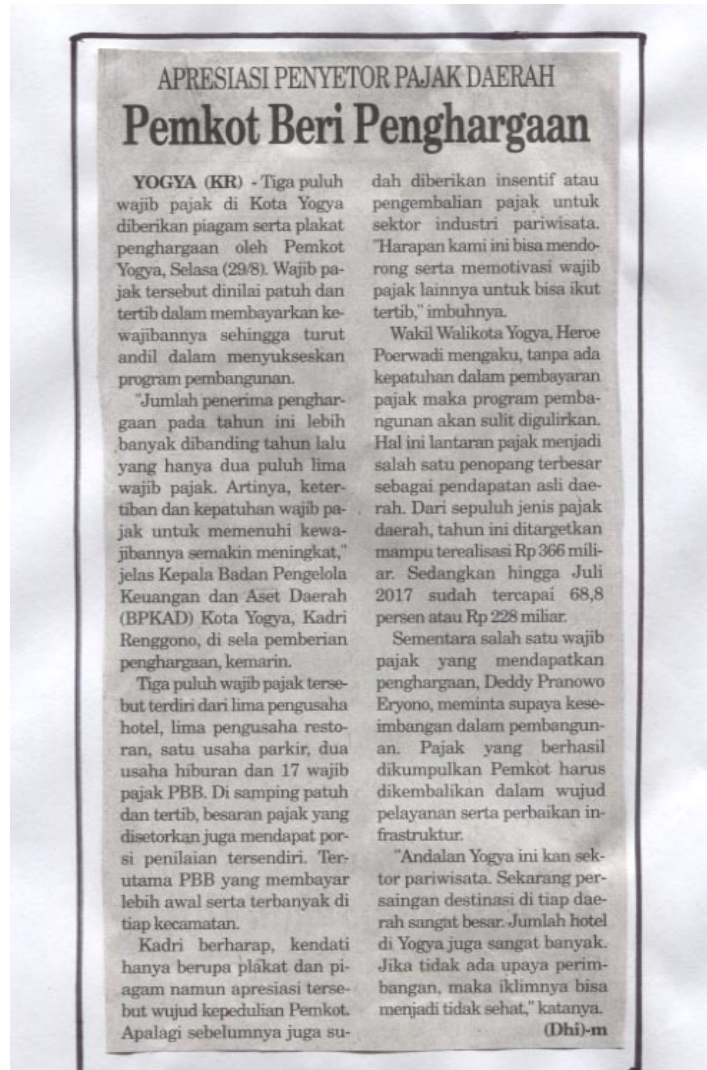 APRESIASI PENYETOR PAJAK DAERAH
Pemkot Beri Penghargaan
YOGYA (KR) - Tiga puluh
wajib pajak di Kota Yogya
diberikan piagam serta plakat
penghargaan oleh Pemkot
Yogya, Selasa (29/8). Wajib pa-
jak tersebut dinilai patuh dan
tertib dalam membayarkan ke-
wajibannya sehingga turut
andil dalam menyukseskan
program pembangunan.
"Jumlah penerima penghar-
gaan pada tahun ini lebih
banyak dibanding tahun lalu
yang hanya dua puluh lima
wajib pajak. Artinya, keter-
tiban dan kepatuhan wajib pa-
jak untuk memenuhi kewa-
jibannya semakin meningkat,"
jelas Kepala Badan Pengelola
Keuangan dan Aset Daerah
(BPKAD) Kota Yogya, Kadri
Renggono, di sela pemberian
penghargaan, kemarin.
Tiga puluh wajib pajak terse-
but terdiri dari lima pengusaha
hotel, lima pengusaha resto-
ran, satu usaha parkir, dua
usaha hiburan dan 17 wajib
pajak PBB. Di samping patuh
dan tertib, besaran pajak yang
disetorkan juga mendapat por-
si penilaian tersendiri. Ter-
utama PBB yang membayar
lebih awal serta terbanyak di
tiap kecamatan.
Kadri berharap, kendati
hanya berupa plakat dan pi-
agam namun apresiasi terse-
but wujud kepedulian Pemkot.
Apalagi sebelumnya juga su-
dah diberikan insentif atau
pengembalian pajak untuk
sektor industri pariwisata.
"Harapan kami ini bisa mendo-
rong serta memotivasi wajib
pajak lainnya untuk bisa ikut
tertib," imbuhnya.
Wakil Walikota Yogya, Heroe
Poerwadi mengaku, tanpa ada
kepatuhan dalam pembayaran
pajak maka program pemba-
ngunan akan sulit digulirkan.
Hal ini lantaran pajak menjadi
salah satu penopang terbesar
sebagai pendapatan asli dae-
rah. Dari sepuluh jenis pajak
daerah, tahun ini ditargetkan
mampu terealisasi Rp 366 mili-
ar. Sedangkan hingga Juli
2017 sudah tercapai 68,8
persen atau Rp 228 miliar.
Sementara salah satu wajib
pajak yang mendapatkan
penghargaan, Deddy Pranowo
Eryono, meminta supaya kese-
imbangan dalam pembangun-
an. Pajak yang berhasil
dikumpulkan Pemkot harus
dikembalikan dalam wujud
pelayanan serta perbaikan in-
frastruktur.
"Andalan Yogya ini kan sek-
tor pariwisata. Sekarang per-
saingan destinasi di tiap dae-
rah sangat besar. Jumlah hotel
di Yogya juga sangat banyak.
Jika tidak ada upaya perim-
bangan, maka iklimnya bisa
menjadi tidak sehat," katanya.
(Dhi)-m